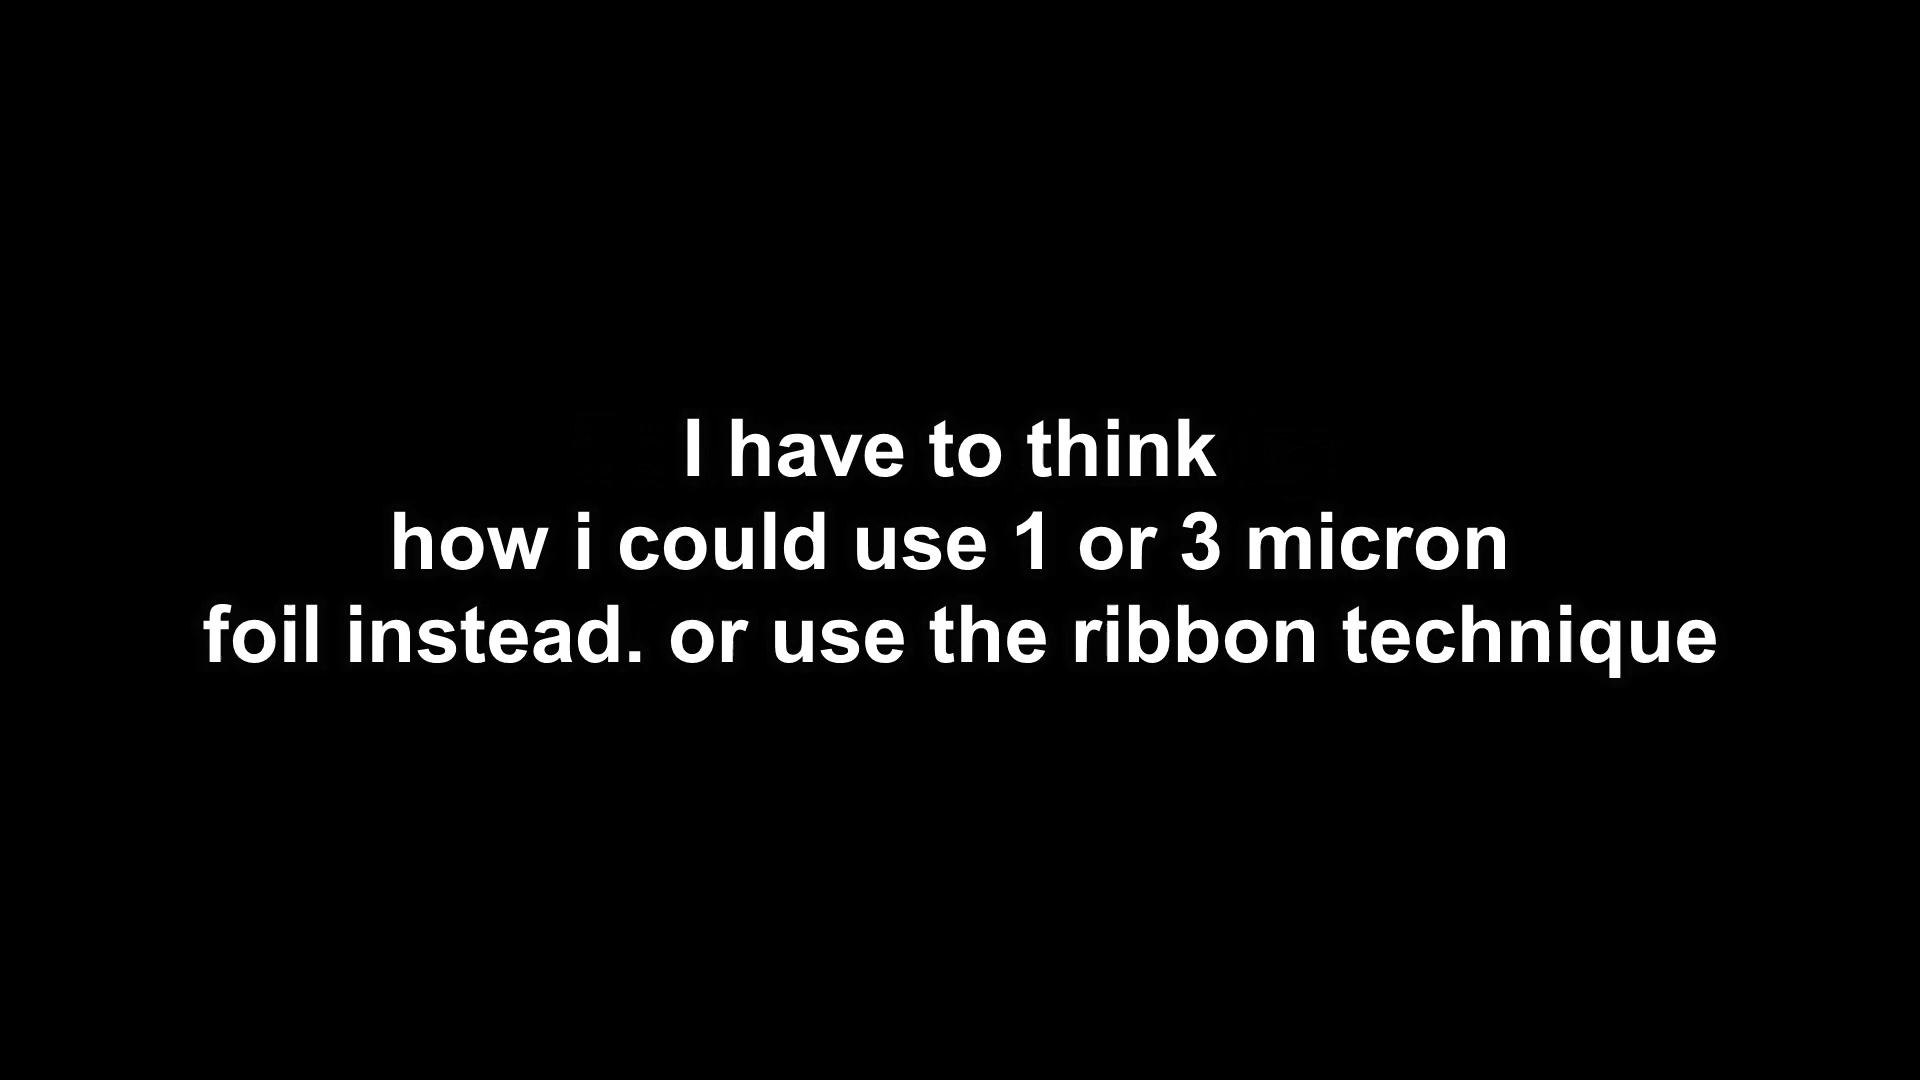 I have to think
how i could use 1 or 3 micron
foil instead. or use the ribbon technique